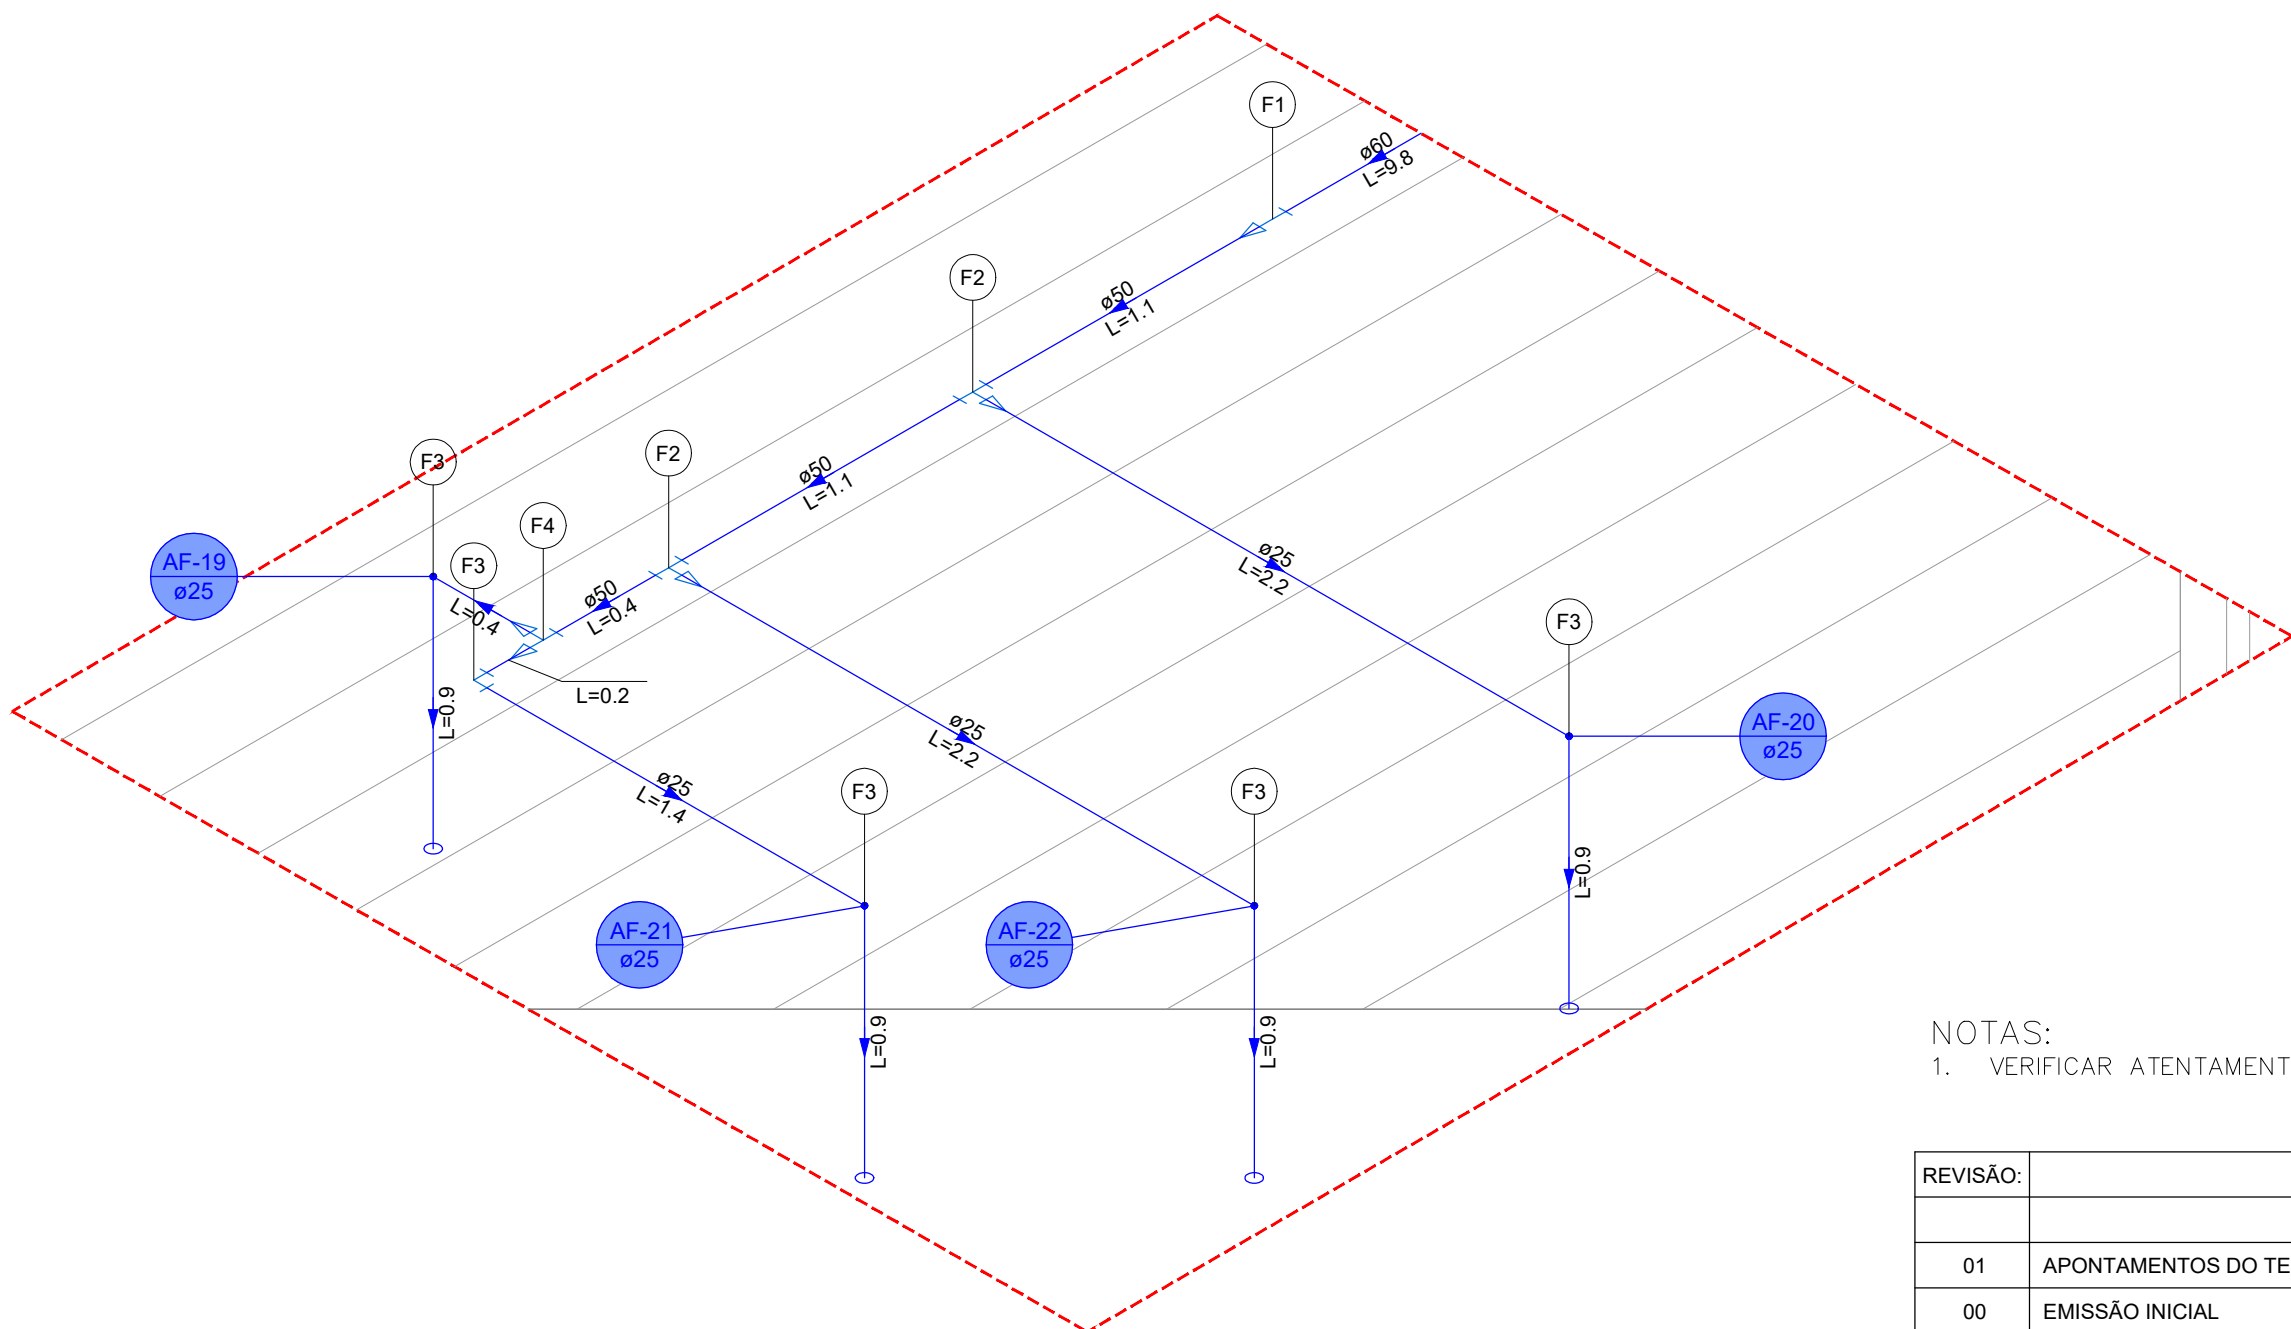 F1
ø60
L=9.8
F2
ø50
L=1.1
F3
F2
ø50
L=1.1
AF-19
ø25
F4
F3
ø50
L=0.4
L=0.4
L=0.2
ø25
L=2.2
F3
L=0.9
ø25
L=2.2
AF-20
ø25
ø25
L=1.4
F3
F3
L=0.9
AF-21
ø25
AF-22
ø25
L=0.9
L=0.9
NOTAS:
1. VERIFICAR ATENTAMENT
REVISÃO:
01 APONTAMENTOS DO TE
00 EMISSÃO INICIAL